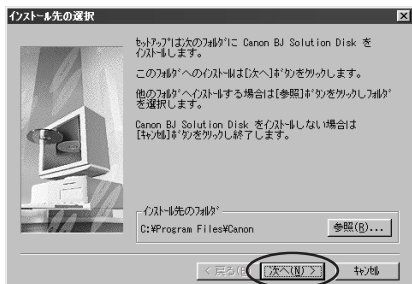 インストール先の選択
ｾｯﾄｱｯﾌﾟは次のﾌｫﾙﾀﾞに Canon BJ Solution Disk を
ｲﾝｽﾄｰﾙします。
このﾌｫﾙﾀﾞへのｲﾝｽﾄｰﾙは[次へ]ﾎﾞﾀﾝをｸﾘｯｸします。
他のﾌｫﾙﾀﾞへｲﾝｽﾄｰﾙする場合は[参照]ﾎﾞﾀﾝをｸﾘｯｸしﾌｫﾙﾀﾞ
を選択します。
Canon BJ Solution Disk をｲﾝｽﾄｰﾙしない場合は
[ｷｬﾝｾﾙ]ﾎﾞﾀﾝをｸﾘｯｸし終了します。
ｲﾝｽﾄｰﾙ先のﾌｫﾙﾀﾞ
C:¥Program Files¥Canon
参照(R)...
< 戻る(B)
次へ(N) >
ｷｬﾝｾﾙ